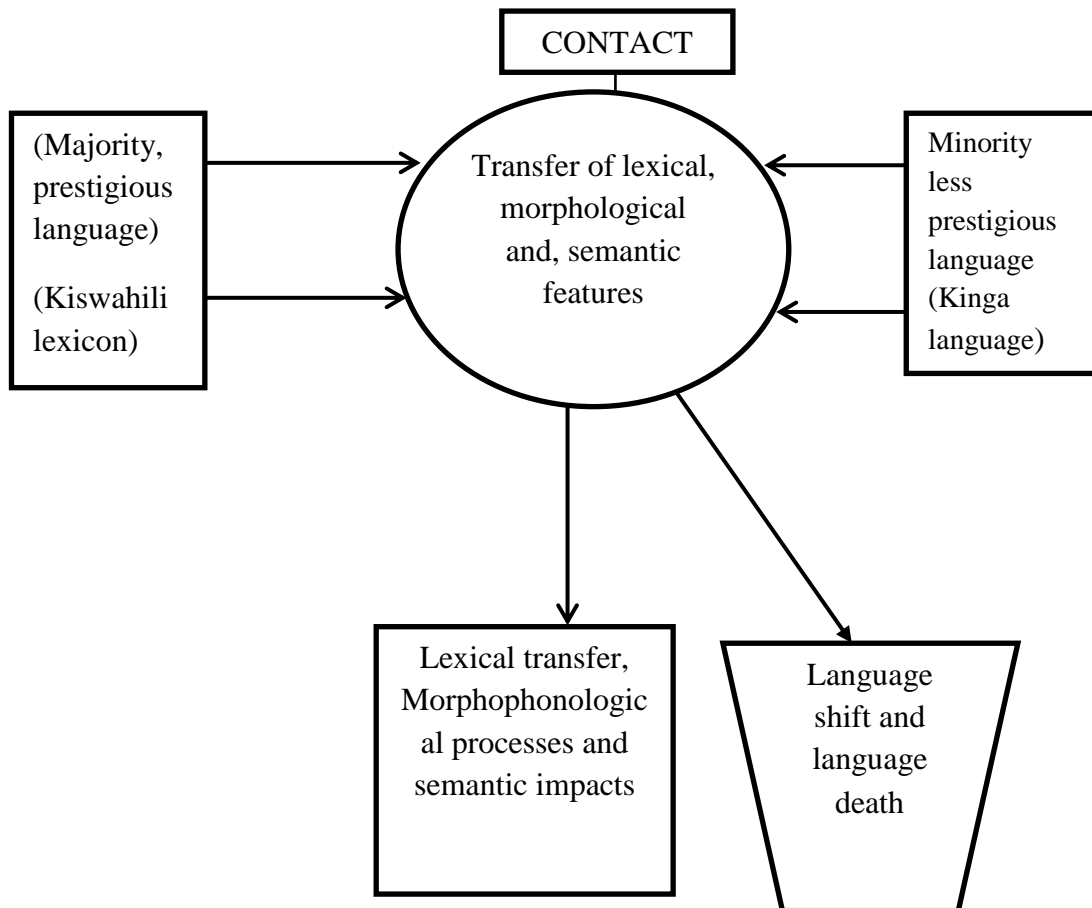 CONTACT
(Majority,
prestigious
language)
(Kiswahili
lexicon)
Transfer of lexical,
morphological
and, semantic
features
Minority
less
prestigious
language
(Kinga
language)
Lexical transfer,
Morphophonologic
al processes and
semantic impacts
Language
shift and
language
death